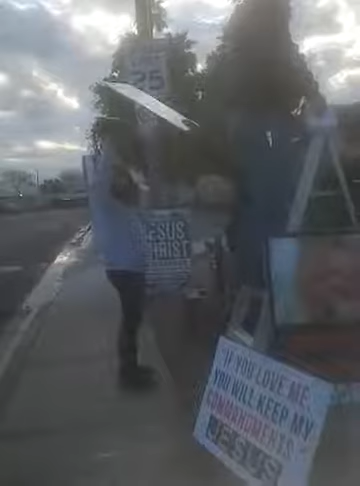 25
JESUS
CHRIST
"IF YOU LOVE ME,
YOU WILL KEEP MY
COMMANDMENTS."
JESUS